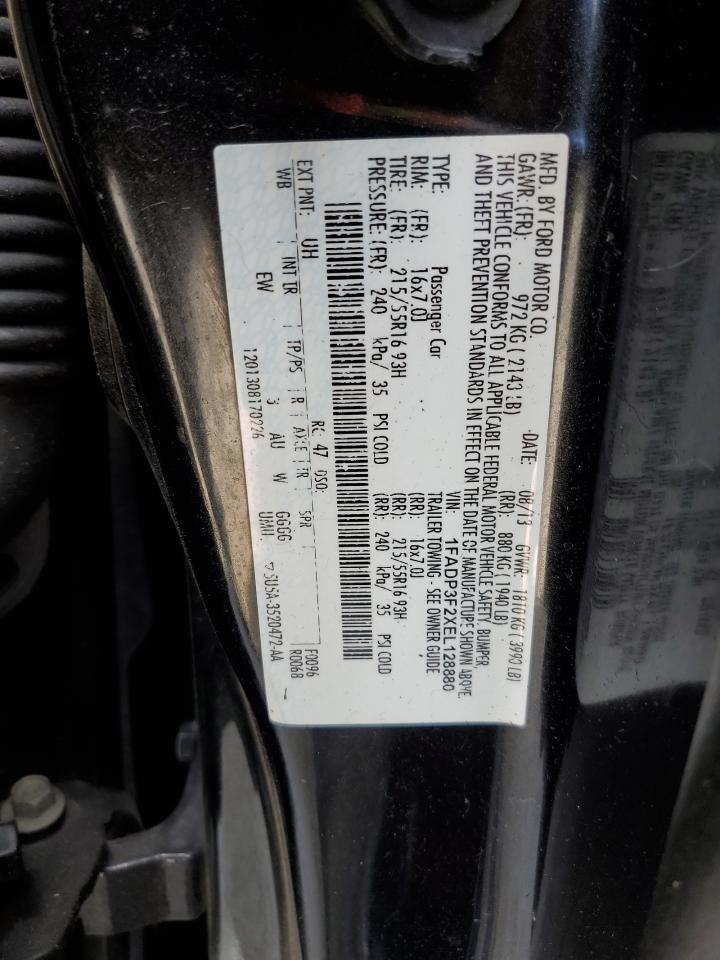 MFD. BY FORD MOTOR CO.
DATE: 08/13 GVWR: 1810 KG ( 3990 LB)
GAWR: (FR): 972 KG ( 2143 LB) (RR): 880 KG ( 1940 LB)
THIS VEHICLE CONFORMS TO ALL APPLICABLE FEDERAL MOTOR VEHICLE SAFETY, BUMPER,
AND THEFT PREVENTION STANDARDS IN EFFECT ON THE DATE OF MANUFACTURE SHOWN ABOVE.
VIN: 1FADP3F2XEL128880
TYPE: Passenger Car TRAILER TOWING - SEE OWNER GUIDE
RIM: (FR): 16x7.0J (RR): 16x7.0J
TIRE: (FR): 215/55R16 93H (RR): 215/55R16 93H
PRESSURE: (FR): 240 kPa/ 35 PSI COLD (RR): 240 kPa/ 35 PSI COLD
EXT PNT: UH RC: 47 DSO: F0096
WB INT TR TP/PS R AXLE TR SPR R0068
EW 3 AU W GGGG
1201308170226 5U5A-3520472-AA